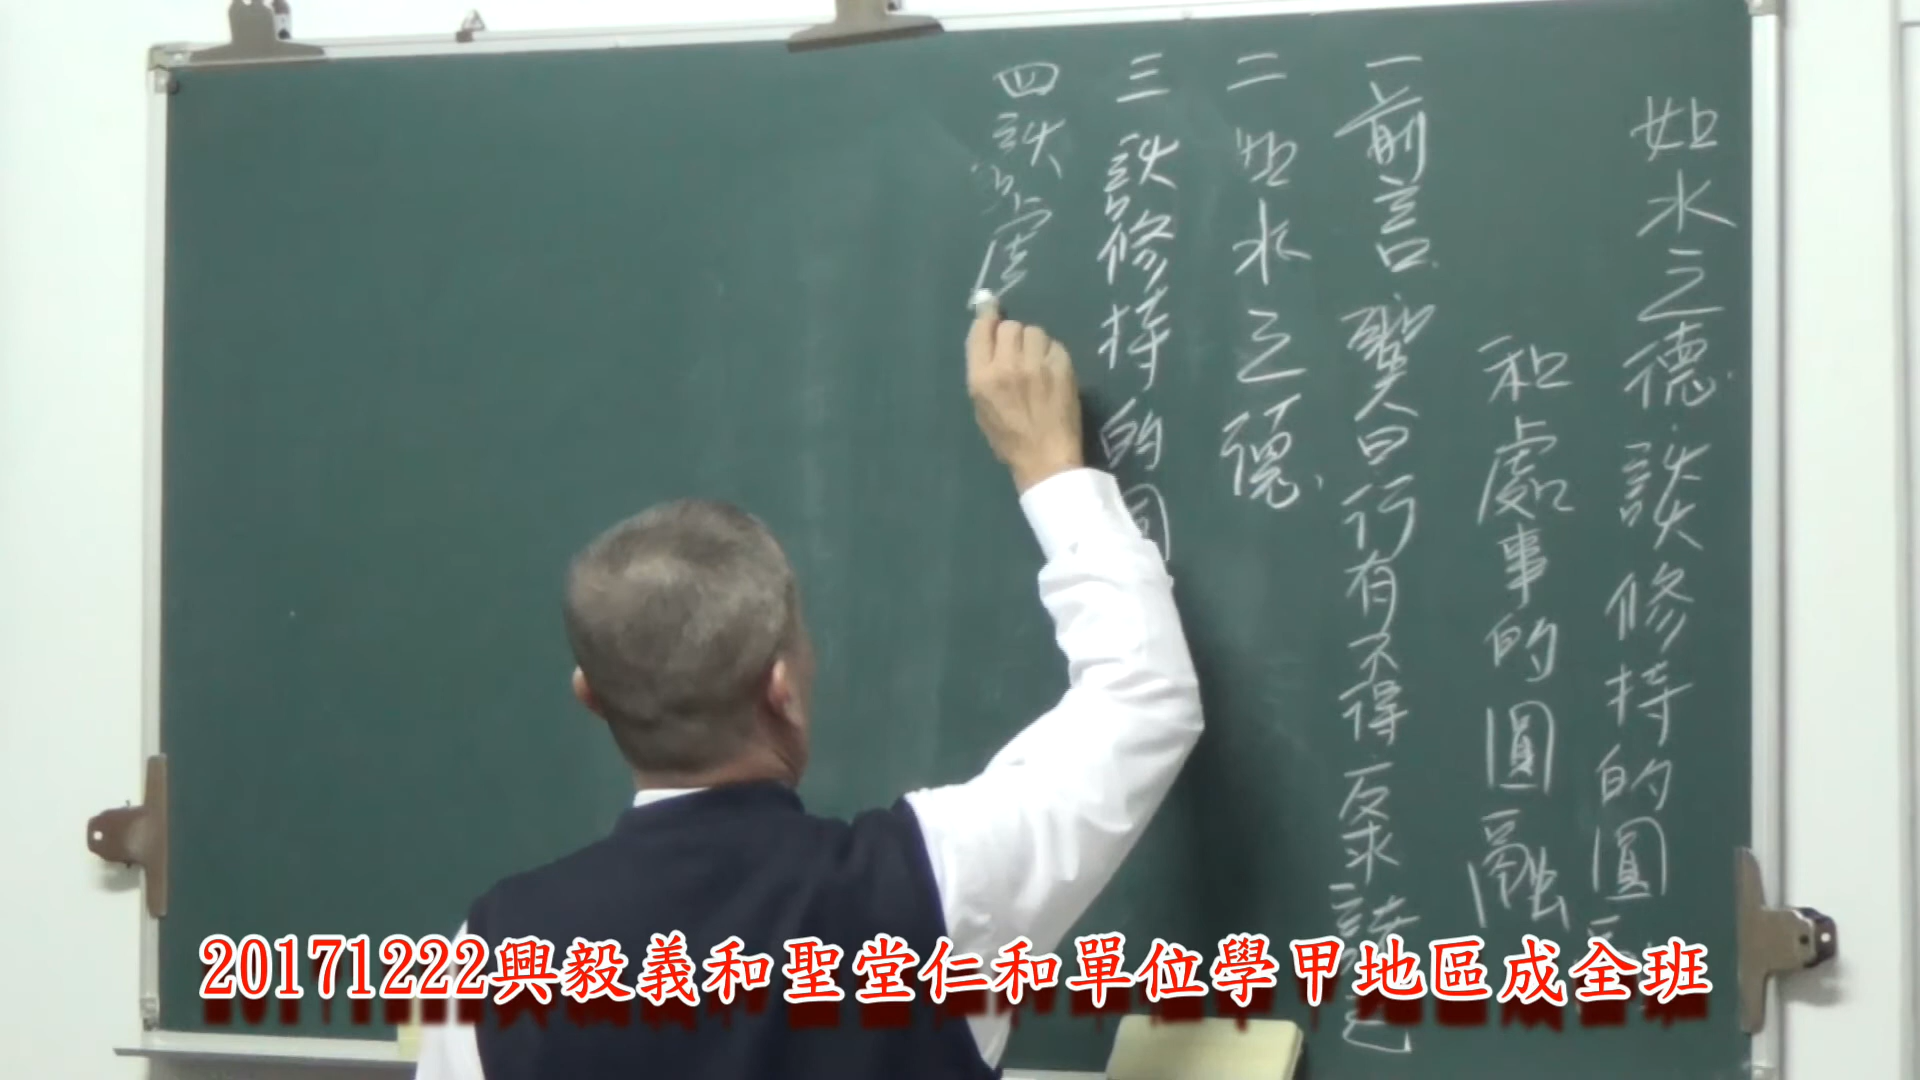 如水之德談修持的圓
和處事的圓融
一前言 聖人曰行有不得反求諸己
二如水之德
三談修持的圓
四談處
20171222興毅義和聖堂仁和單位學甲地區成全班